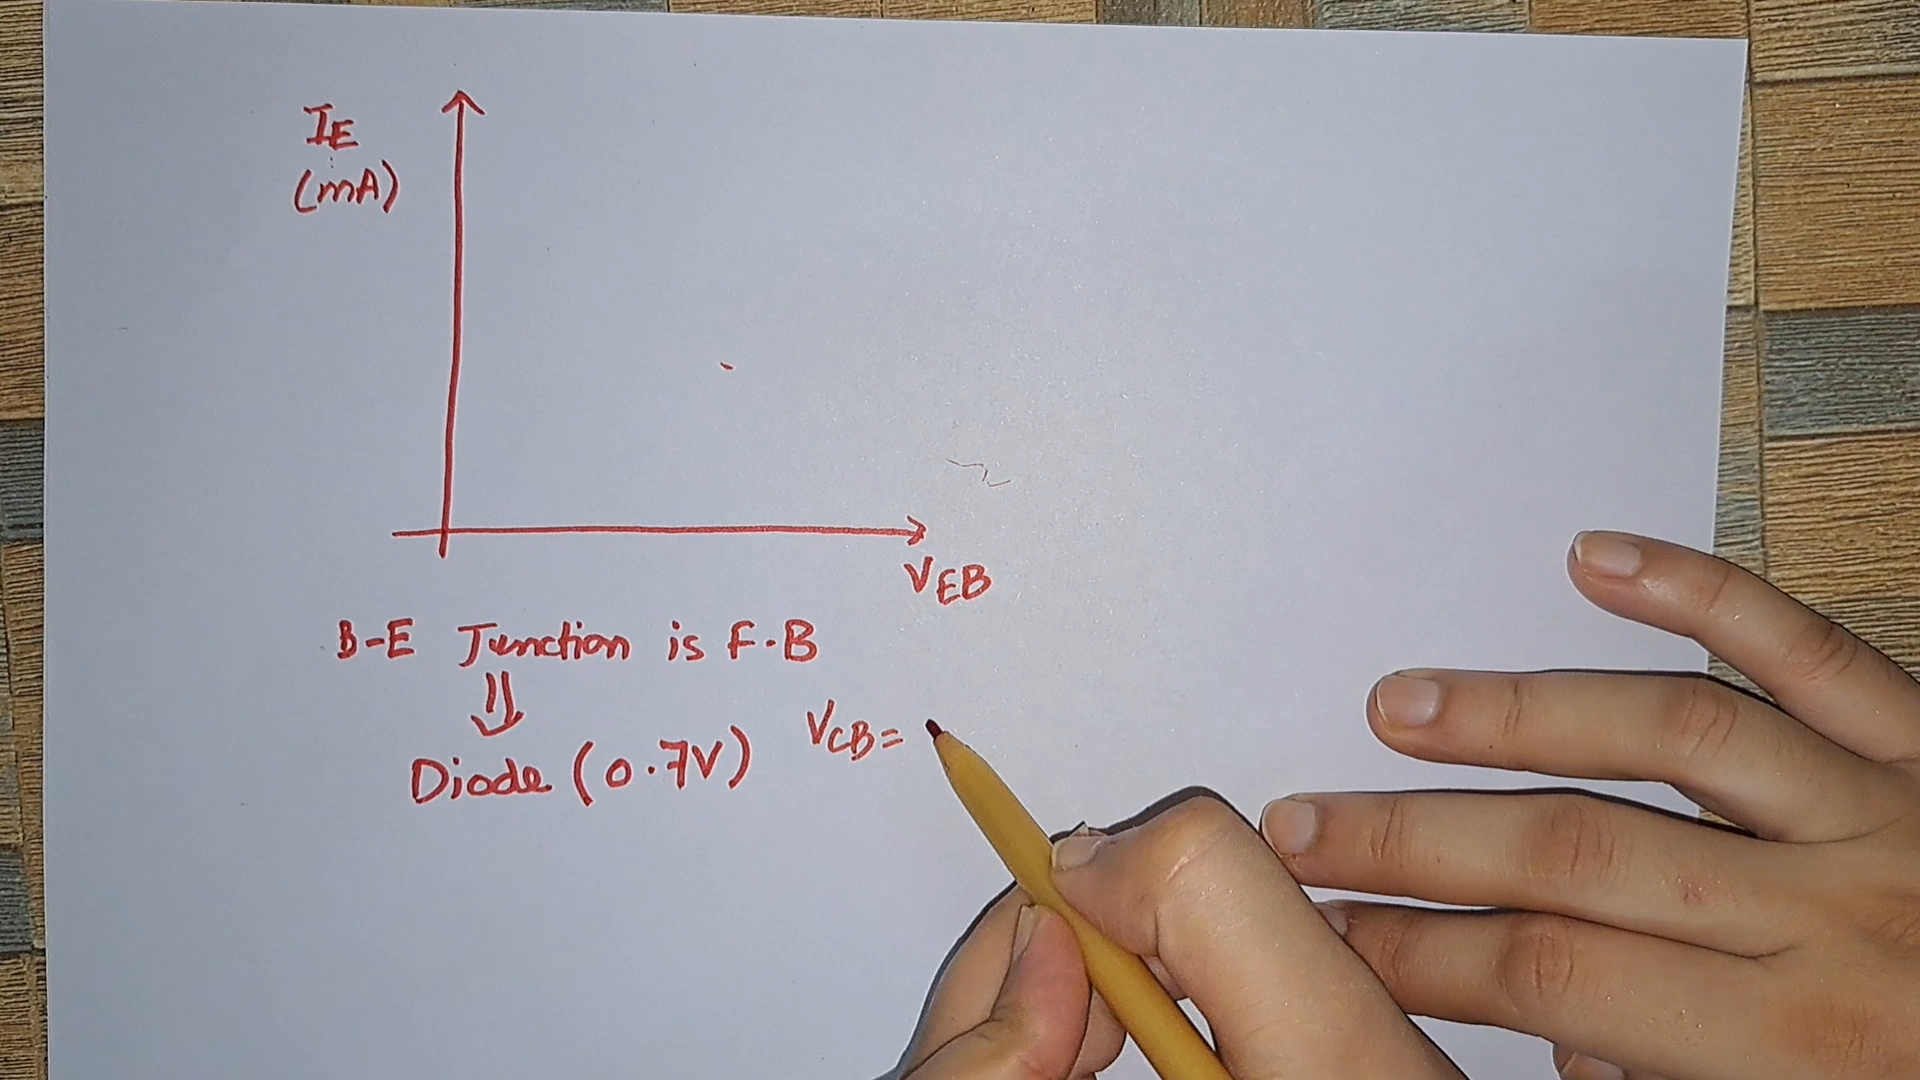 IE
(mA)
VEB
B-E Junction is F.B
⇓
Diode (0.7V)
VCB=